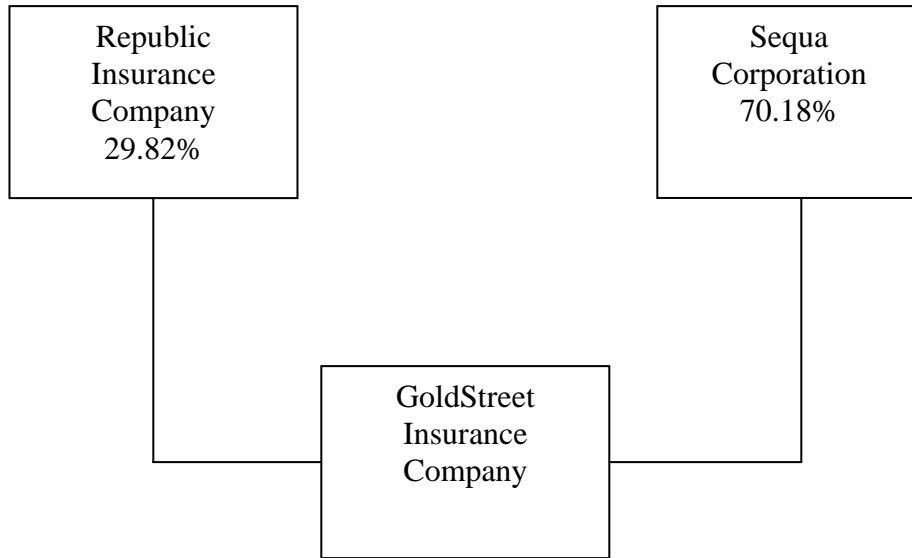 Republic
Insurance
Company
29.82%
Sequa
Corporation
70.18%
GoldStreet
Insurance
Company